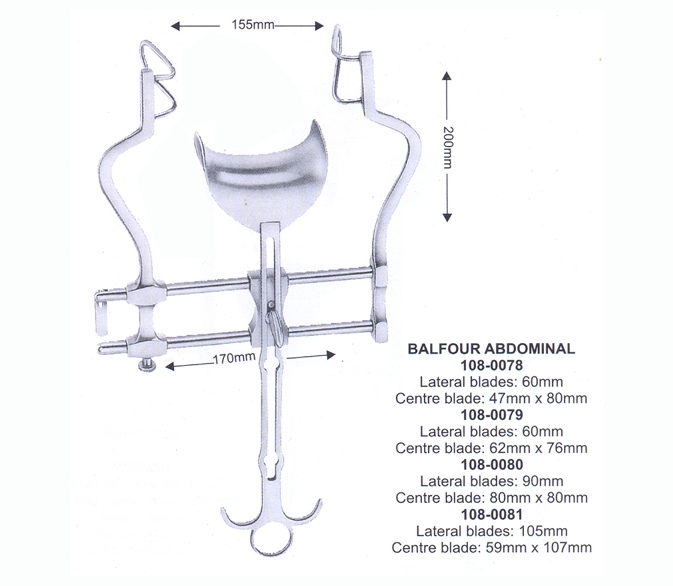 155mm
200mm
170mm
BALFOUR ABDOMINAL
108-0078
Lateral blades: 60mm
Centre blade: 47mm x 80mm
108-0079
Lateral blades: 60mm
Centre blade: 62mm x 76mm
108-0080
Lateral blades: 90mm
Centre blade: 80mm x 80mm
108-0081
Lateral blades: 105mm
Centre blade: 59mm x 107mm